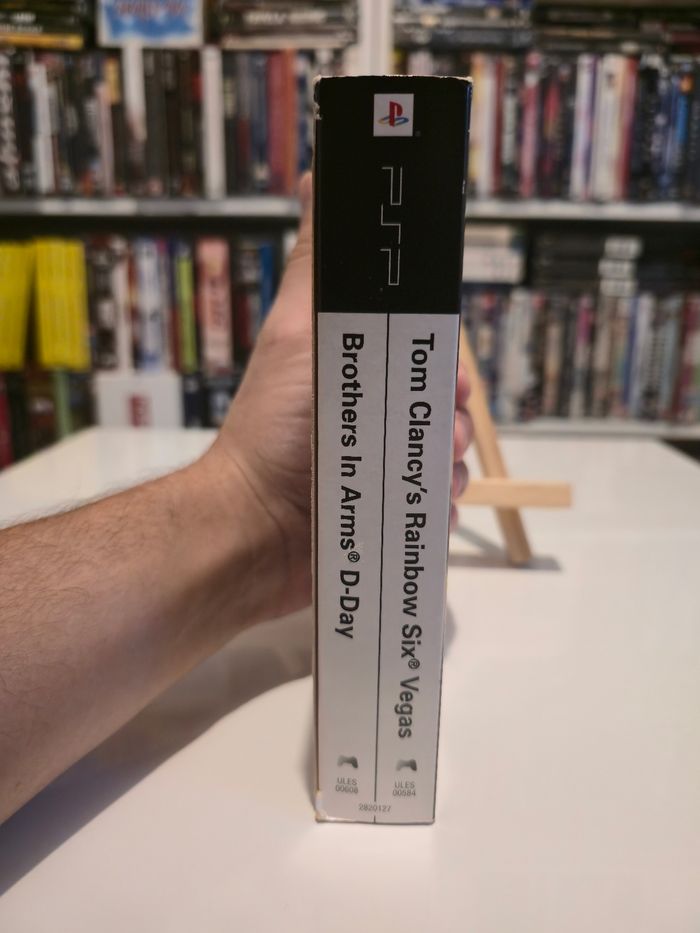 PSP
Tom Clancy's Rainbow Six® Vegas
Brothers In Arms® D-Day
ULES
00608
ULES
00584
2820127